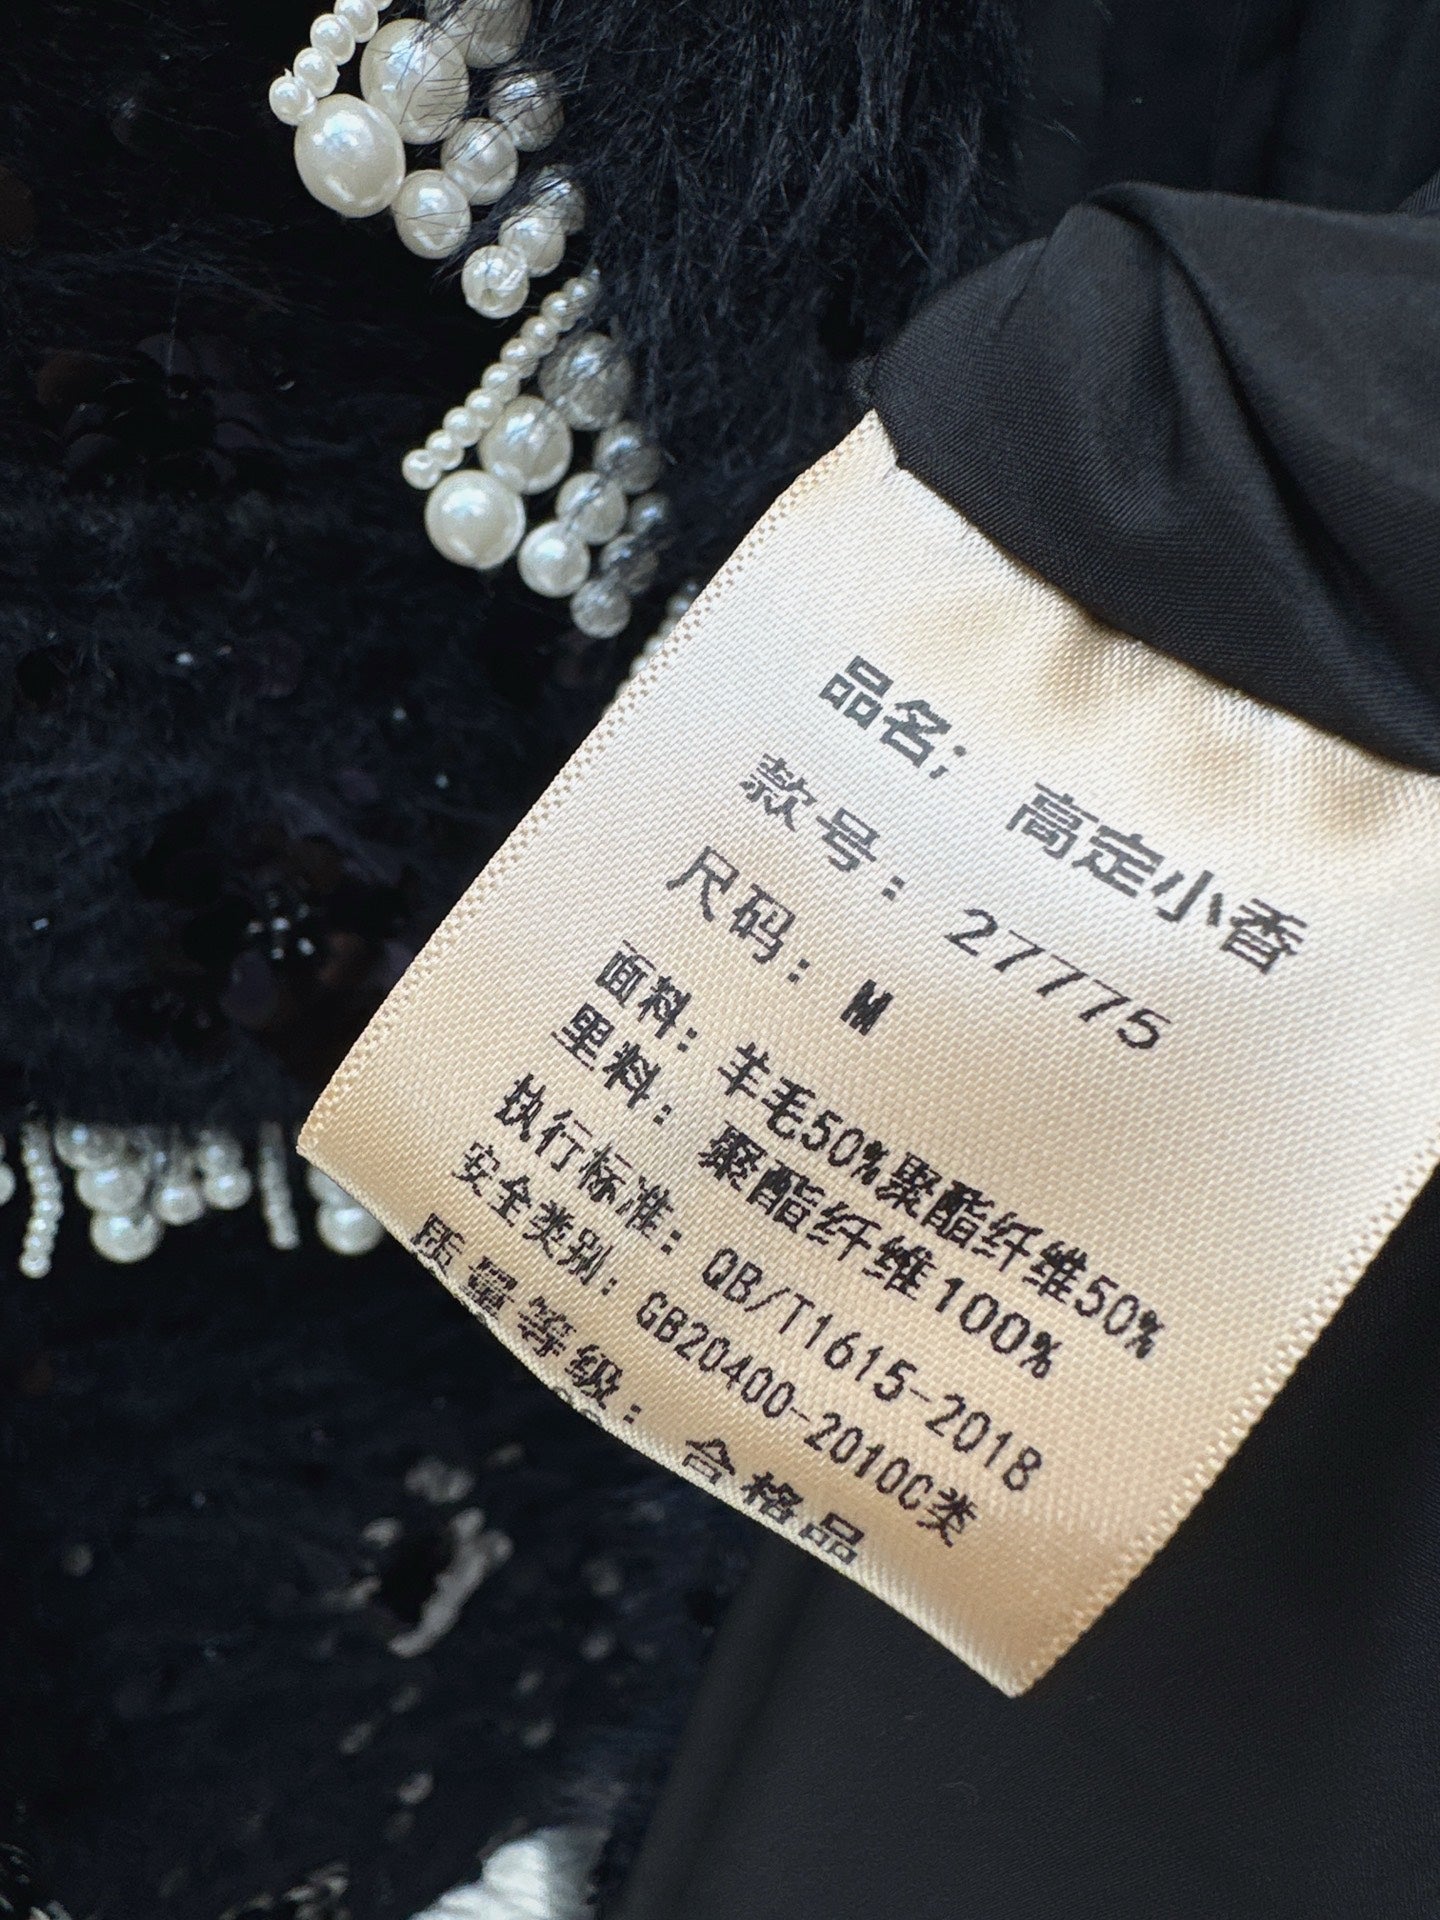 品名: 高定小香
款号: 27775
尺码: M
面料: 羊毛50%聚酯纤维50%
里料: 聚酯纤维100%
执行标准: QB/T1615-2018
安全类别: GB20400-2010C类
质量等级: 合格品